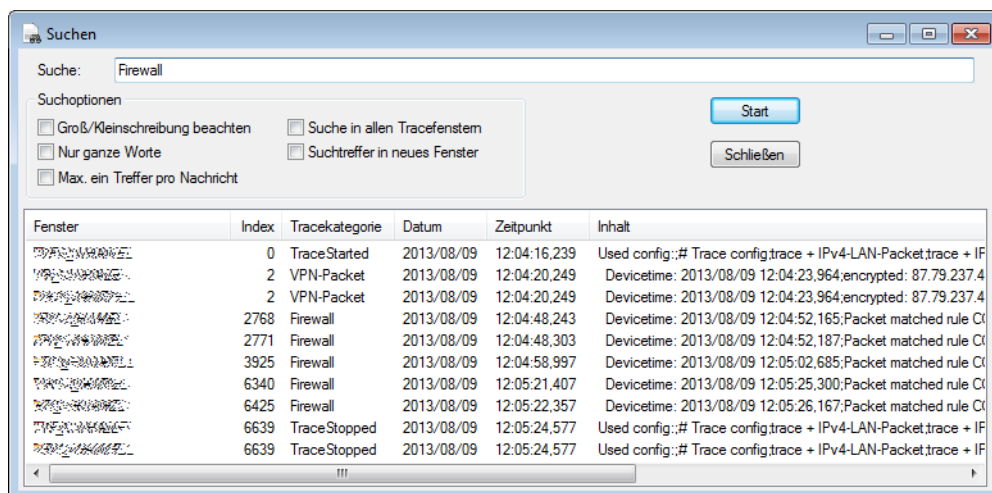 Suchen
Suche: Firewall
Suchoptionen
Groß/Kleinschreibung beachten Suche in allen Tracefenstern Start
Nur ganze Worte Suchtreffer in neues Fenster Schließen
Max. ein Treffer pro Nachricht
Fenster Index Tracekategorie Datum Zeitpunkt Inhalt
0 TraceStarted 2013/08/09 12:04:16,239 Used config:;# Trace config;trace + IPv4-LAN-Packet;trace + IF
2 VPN-Packet 2013/08/09 12:04:20,249 Devicetime: 2013/08/09 12:04:23,964;encrypted: 87.79.237.4
2 VPN-Packet 2013/08/09 12:04:20,249 Devicetime: 2013/08/09 12:04:23,964;encrypted: 87.79.237.4
2768 Firewall 2013/08/09 12:04:48,243 Devicetime: 2013/08/09 12:04:52,165;Packet matched rule CO
2771 Firewall 2013/08/09 12:04:48,303 Devicetime: 2013/08/09 12:04:52,187;Packet matched rule CO
3925 Firewall 2013/08/09 12:04:58,997 Devicetime: 2013/08/09 12:05:02,685;Packet matched rule CO
6340 Firewall 2013/08/09 12:05:21,407 Devicetime: 2013/08/09 12:05:25,300;Packet matched rule CO
6425 Firewall 2013/08/09 12:05:22,357 Devicetime: 2013/08/09 12:05:26,167;Packet matched rule CO
6639 TraceStopped 2013/08/09 12:05:24,577 Used config:;# Trace config;trace + IPv4-LAN-Packet;trace + IF
6639 TraceStopped 2013/08/09 12:05:24,577 Used config:;# Trace config;trace + IPv4-LAN-Packet;trace + IF